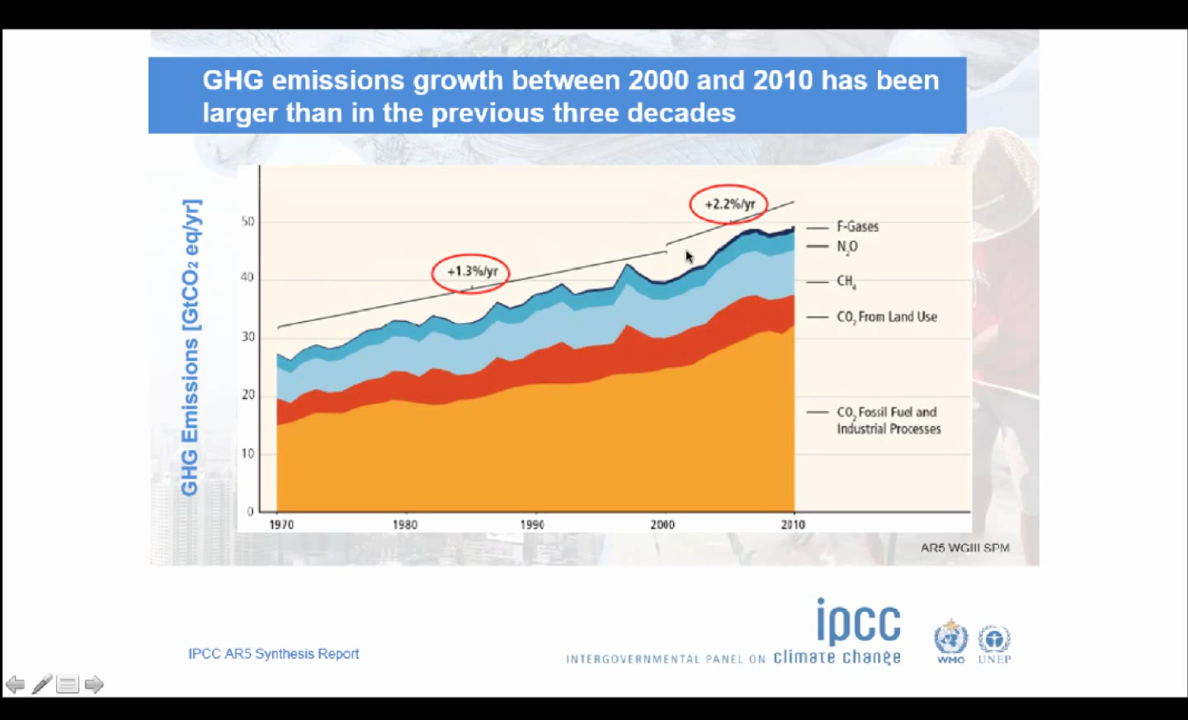 GHG emissions growth between 2000 and 2010 has been
larger than in the previous three decades
GHG Emissions [GtCO2 eq/yr]
50
40
30
20
10
0
+1.3%/yr
+2.2%/yr
F-Gases
N2O
CH4
CO2 From Land Use
CO2 Fossil Fuel and
Industrial Processes
1970
1980
1990
2000
2010
AR5 WGIII SPM
IPCC AR5 Synthesis Report
ipcc
INTERGOVERNMENTAL PANEL ON climate change
WMO
UNEP